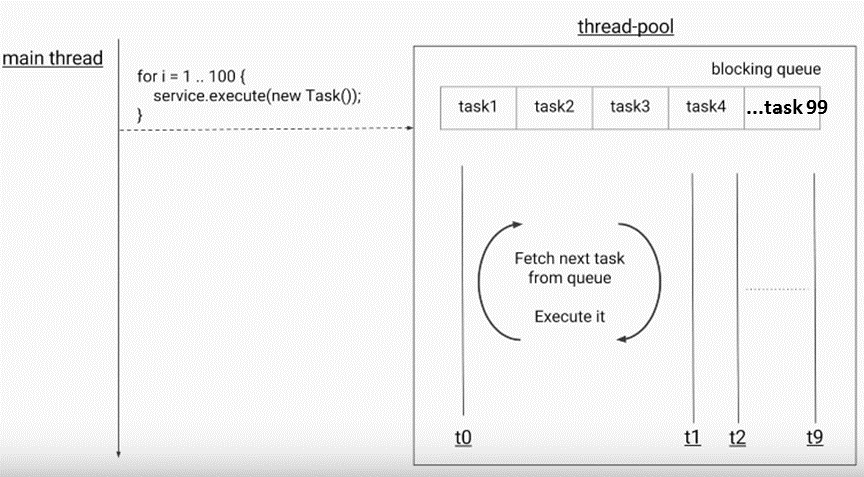 thread-pool
main thread
for i = 1 .. 100 {
service.execute(new Task());
}
blocking queue
task1 task2 task3 task4 ...task 99
Fetch next task
from queue
Execute it
t0 t1 t2 t9